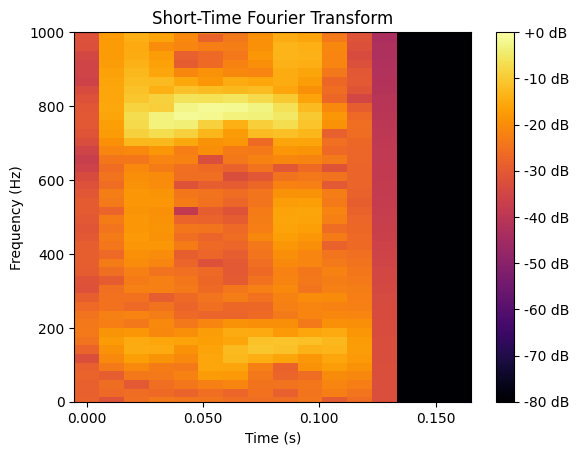 Short-Time Fourier Transform
1000
800
600
400
200
0
Frequency (Hz)
0.000
0.050
0.100
0.150
Time (s)
+0 dB
-10 dB
-20 dB
-30 dB
-40 dB
-50 dB
-60 dB
-70 dB
-80 dB